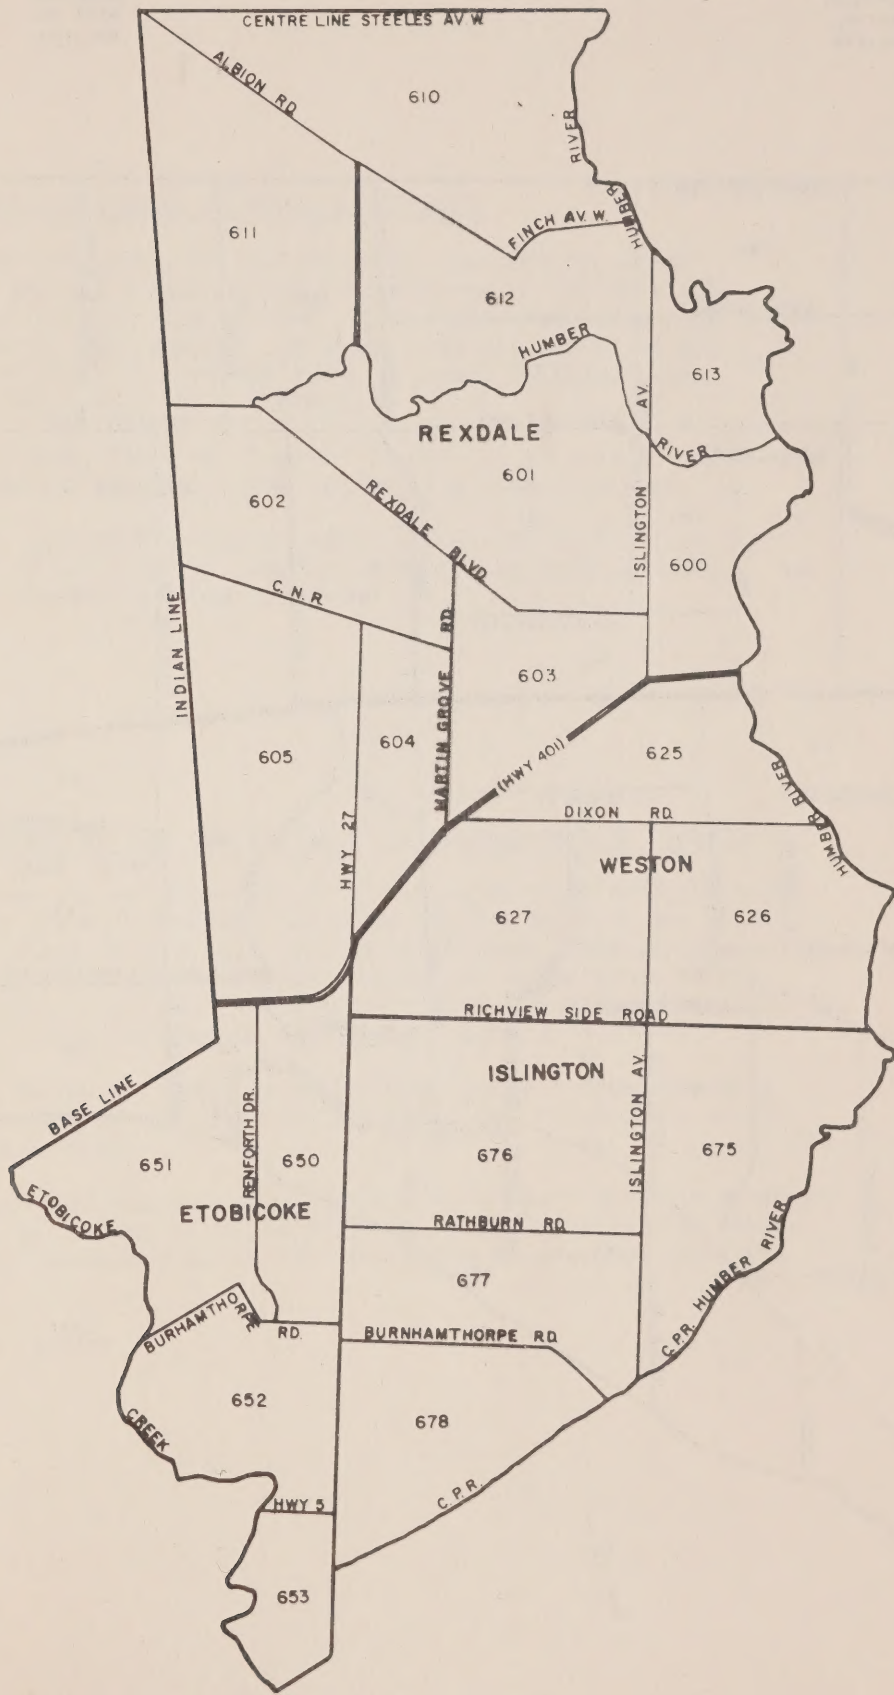 CENTRE LINE STEELES AV. W.
ALBION RD.
610
RIVER
HUMBER
611
FINCH AV. W.
612
HUMBER
613
AV.
REXDALE
RIVER
601
602
REXDALE
BLVD
ISLINGTON
600
C. N. R.
INDIAN LINE
603
MARTIN GROVE RD.
604
605
(HWY 401)
625
HUMBER RIVER
HWY 27
DIXON RD.
HUMBER
WESTON
627
626
RICHVIEW SIDE ROAD
ISLINGTON
BASE LINE
RENFORTH DR.
ISLINGTON AV.
651
650
676
675
ETOBICOKE
ETOBICOKE
RATHBURN RD.
677
C.P.R. HUMBER RIVER
BURHAMTHORPE RD.
BURNHAMTHORPE RD.
652
678
CREEK
C. P. R.
HWY 5
653